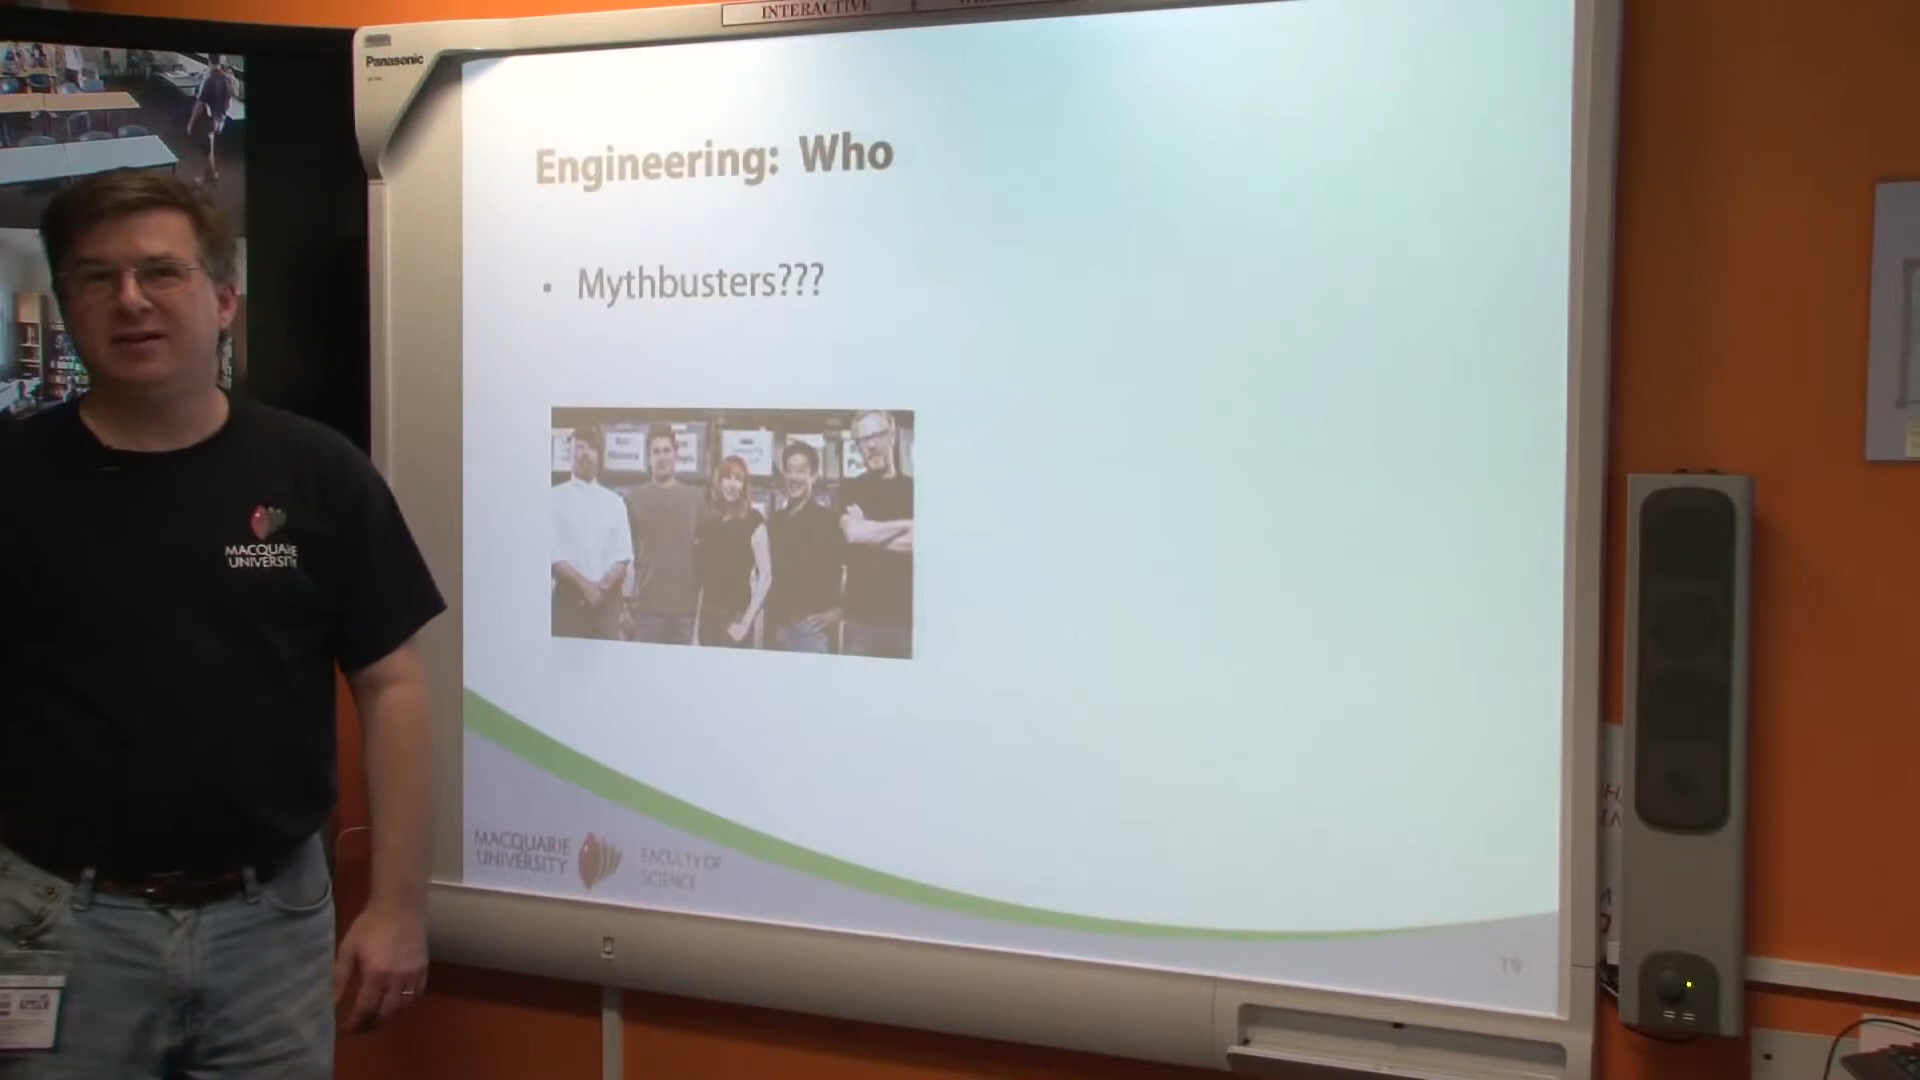 INTERACTIVE
Panasonic
Engineering: Who
• Mythbusters???
MACQUARIE
UNIVERSITY
MACQUARIE
UNIVERSITY
FACULTY OF
SCIENCE
19